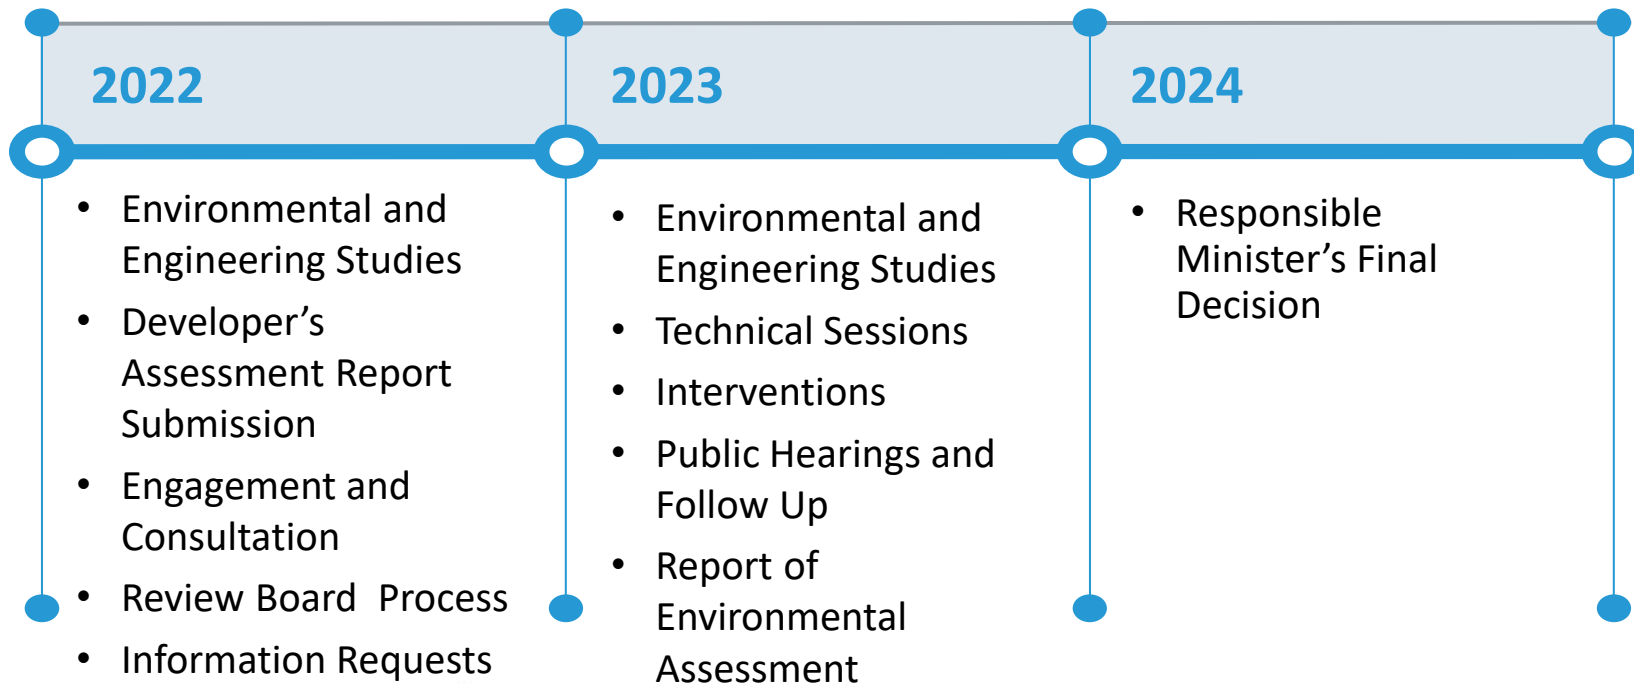 2022
• Environmental and
Engineering Studies
• Developer’s
Assessment Report
Submission
• Engagement and
Consultation
• Review Board  Process
• Information Requests
2023
• Environmental and
Engineering Studies
• Technical Sessions
• Interventions
• Public Hearings and
Follow Up
• Report of
Environmental
Assessment
2024
• Responsible
Minister’s Final
Decision